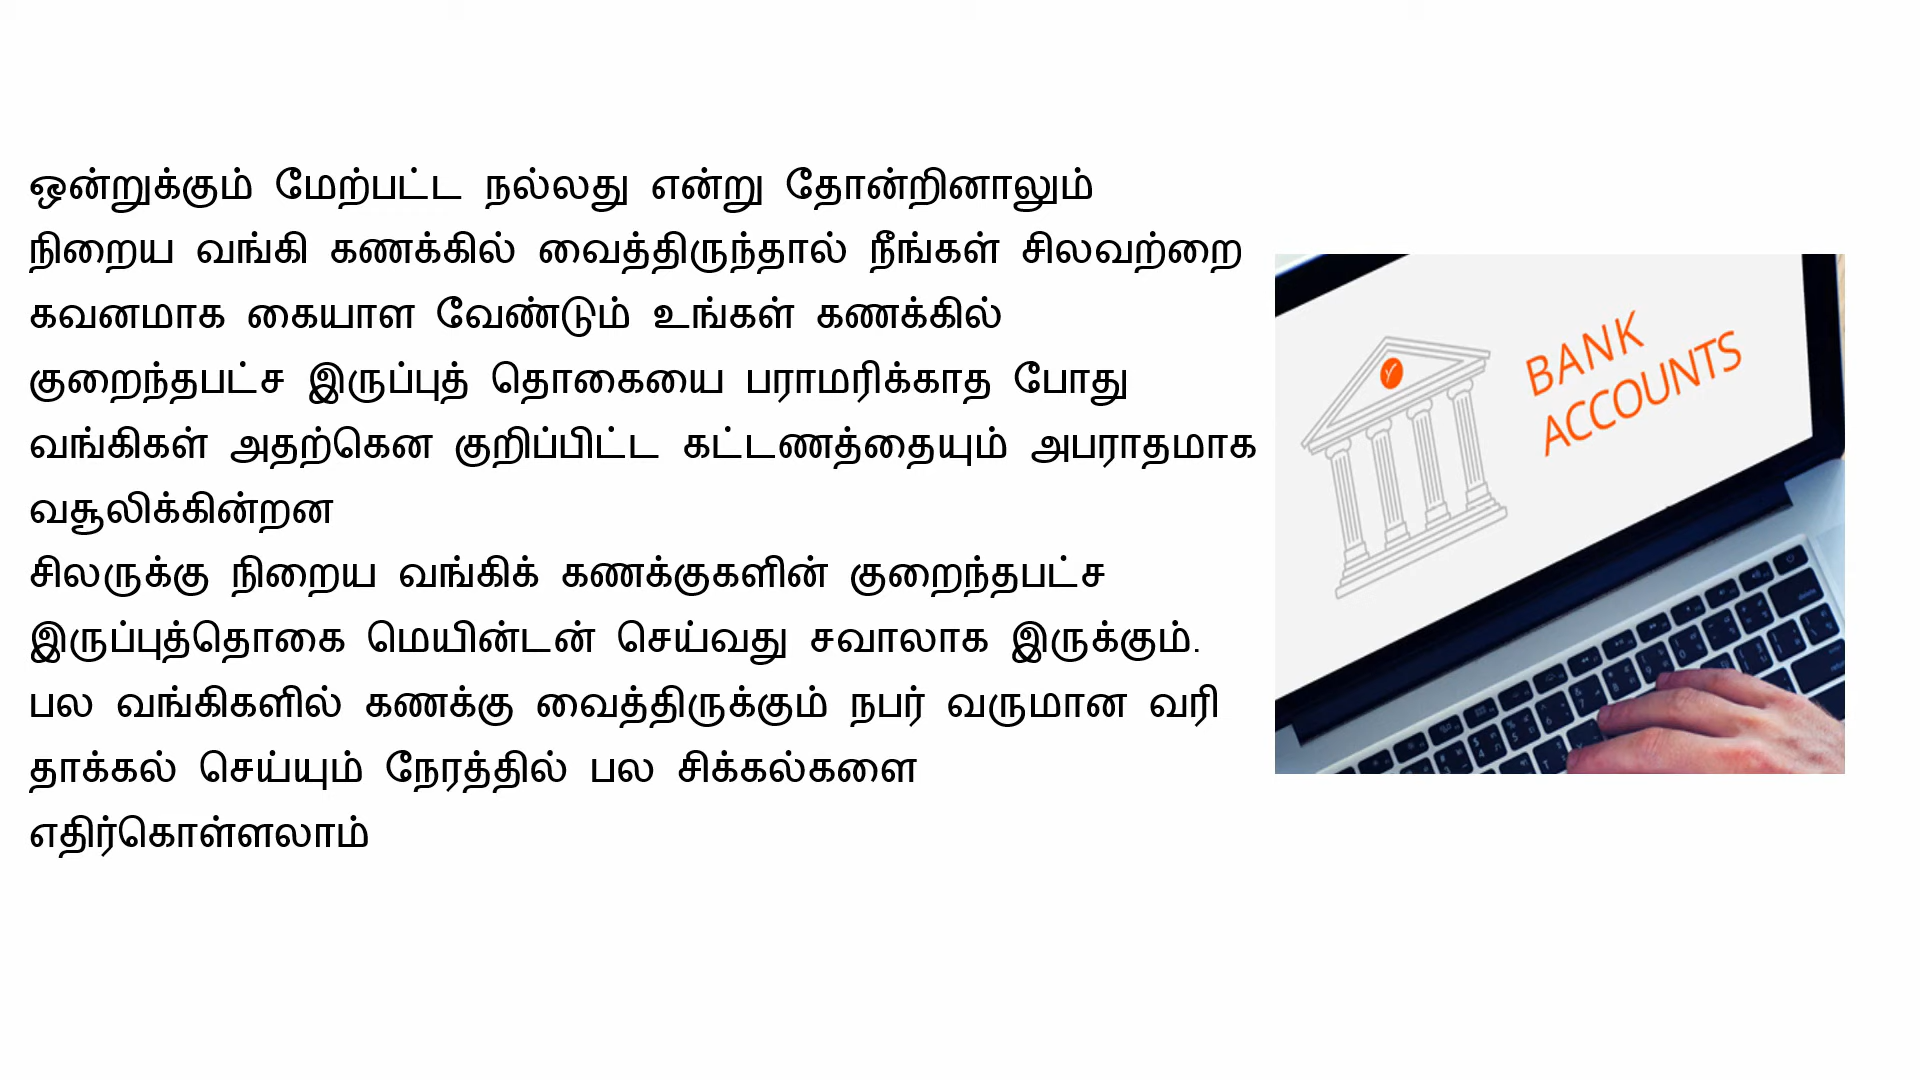 ஒன்றுக்கும் மேற்பட்ட நல்லது என்று தோன்றினாலும்
நிறைய வங்கி கணக்கில் வைத்திருந்தால் நீங்கள் சிலவற்றை
கவனமாக கையாள வேண்டும் உங்கள் கணக்கில்
குறைந்தபட்ச இருப்புத் தொகையை பராமரிக்காத போது
வங்கிகள் அதற்கென குறிப்பிட்ட கட்டணத்தையும் அபராதமாக
வசூலிக்கின்றன
சிலருக்கு நிறைய வங்கிக் கணக்குகளின் குறைந்தபட்ச
இருப்புத்தொகை மெயின்டன் செய்வது சவாலாக இருக்கும்.
பல வங்கிகளில் கணக்கு வைத்திருக்கும் நபர் வருமான வரி
தாக்கல் செய்யும் நேரத்தில் பல சிக்கல்களை
எதிர்கொள்ளலாம்
BANK
ACCOUNTS